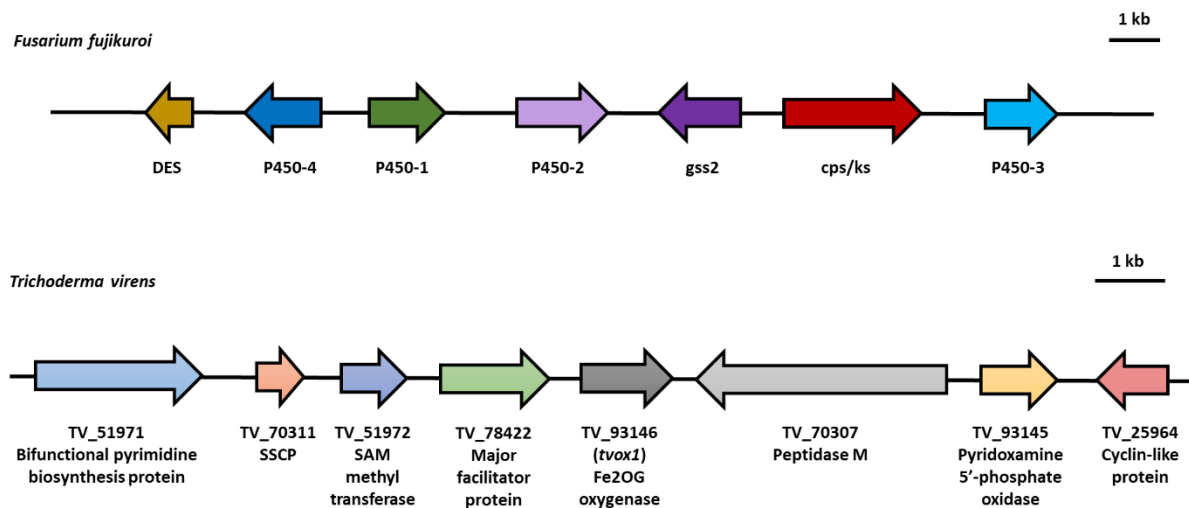 1 kb
Fusarium fujikuroi
DES
P450-4
P450-1
P450-2
gss2
cps/ks
P450-3
1 kb
Trichoderma virens
TV_51971
Bifunctional pyrimidine
biosynthesis protein
TV_70311
SSCP
TV_51972
SAM
methyl
transferase
TV_78422
Major
facilitator
protein
TV_93146
(tvox1)
Fe2OG
oxygenase
TV_70307
Peptidase M
TV_93145
Pyridoxamine
5’-phosphate
oxidase
TV_25964
Cyclin-like
protein